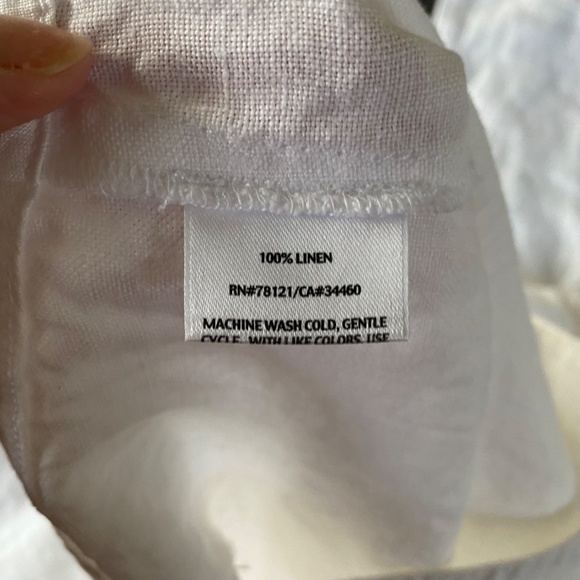 100% LINEN
RN#78121/CA#34460
MACHINE WASH COLD, GENTLE
CYCLE, WITH LIKE COLORS, USE